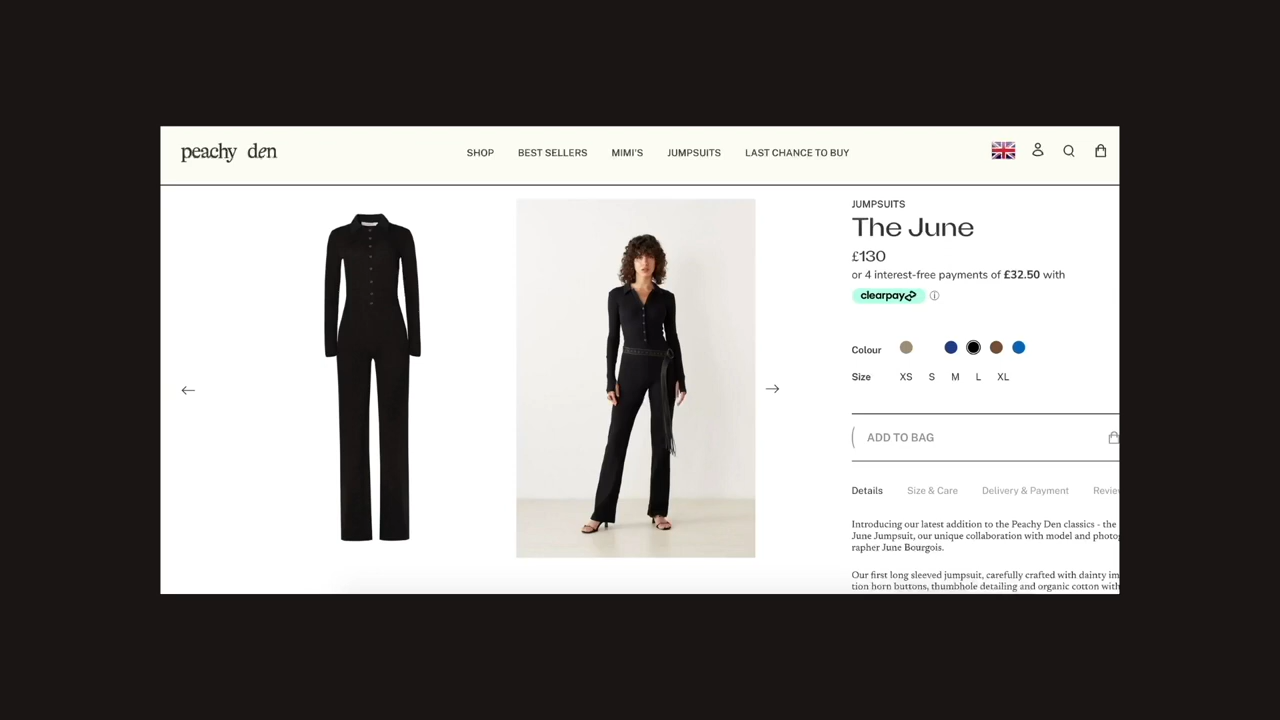 peachy den
SHOP
BEST SELLERS
MIMI'S
JUMPSUITS
LAST CHANCE TO BUY
JUMPSUITS
The June
£130
or 4 interest-free payments of £32.50 with
clearpay
Colour
Size XS S M L XL
ADD TO BAG
Details
Size & Care
Delivery & Payment
Revie
Introducing our latest addition to the Peachy Den classics - the
June Jumpsuit, our unique collaboration with model and photog
rapher June Bourgois.
Our first long sleeved jumpsuit, carefully crafted with dainty im
tion horn buttons, thumbhole detailing and organic cotton with